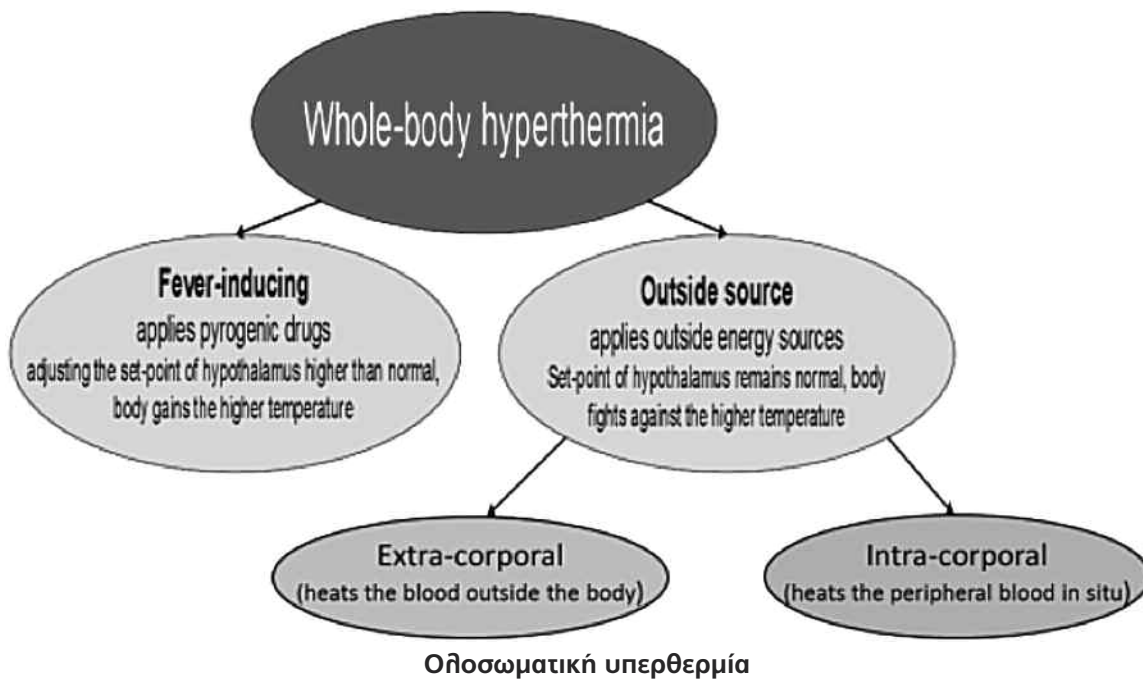 Whole-body hyperthermia
Fever-inducing
applies pyrogenic drugs
adjusting the set-point of hypothalamus higher than normal,
body gains the higher temperature
Outside source
applies outside energy sources
Set-point of hypothalamus remains normal, body
fights against the higher temperature
Extra-corporal
(heats the blood outside the body)
Intra-corporal
(heats the peripheral blood in situ)
Ολοσωματική υπερθερμία